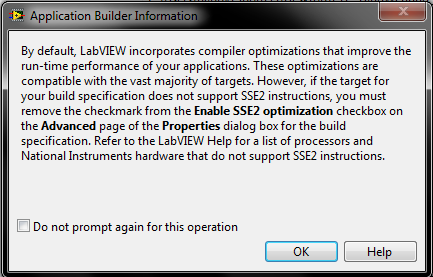 Application Builder Information
By default, LabVIEW incorporates compiler optimizations that improve the
run-time performance of your applications. These optimizations are
compatible with the vast majority of targets. However, if the target for
your build specification does not support SSE2 instructions, you must
remove the checkmark from the Enable SSE2 optimization checkbox on
the Advanced page of the Properties dialog box for the build
specification. Refer to the LabVIEW Help for a list of processors and
National Instruments hardware that do not support SSE2 instructions.
Do not prompt again for this operation
OK Help